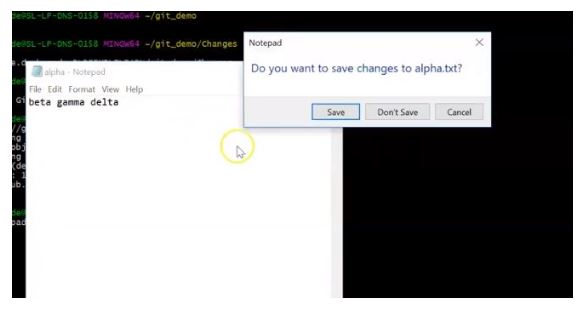 de@SL-LP-DNS-0158 MINGW64 ~/git_demo
de@SL-LP-DNS-0158 MINGW64 ~/git_demo/Changes
Notepad
Do you want to save changes to alpha.txt?
Save Don't Save Cancel
alpha - Notepad
File Edit Format View Help
beta gamma delta